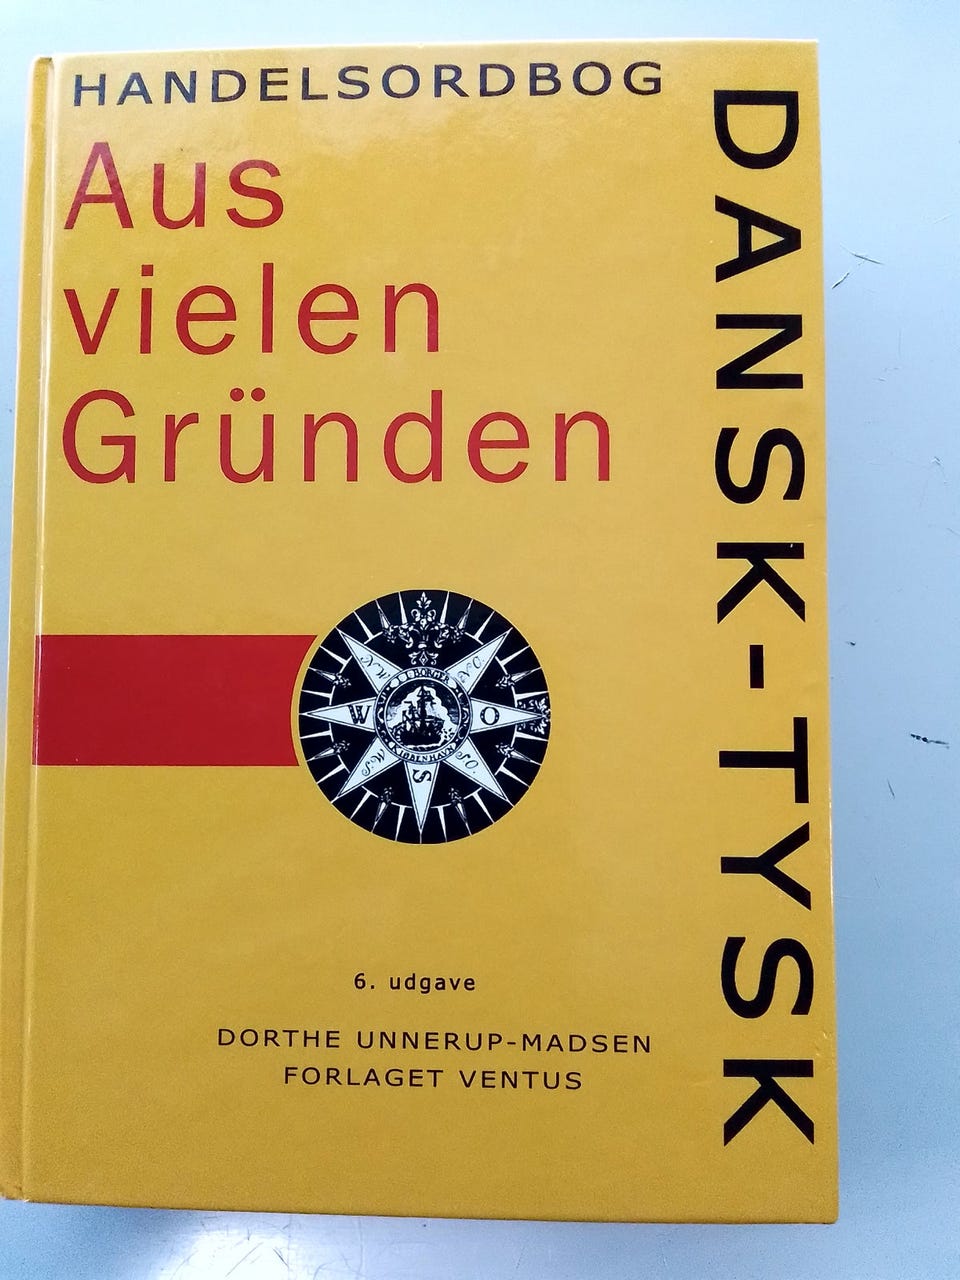 HANDELSORDBOG
Aus
vielen
Gründen
DANSK-TYSK
W
O
S
6. udgave
DORTHE UNNERUP-MADSEN
FORLAGET VENTUS